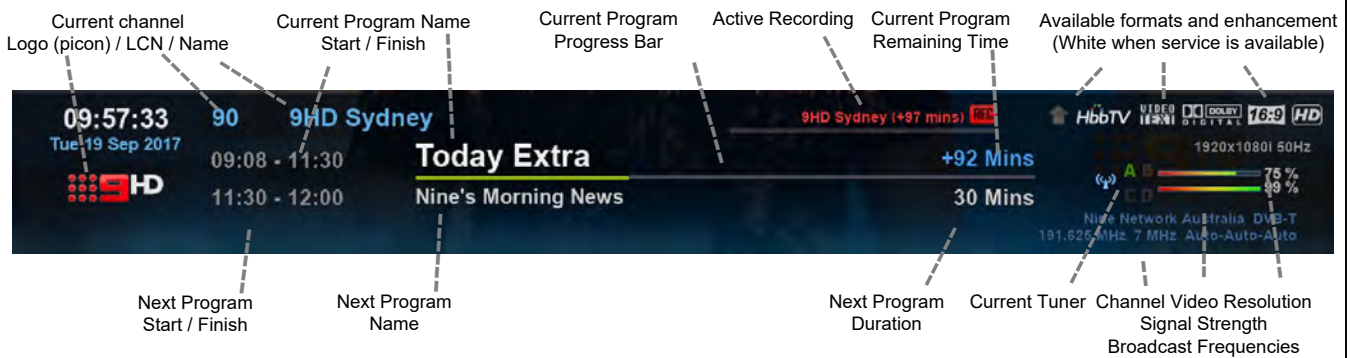 Current channel
Logo (picon) / LCN / Name
Current Program Name
Start / Finish
Current Program
Progress Bar
Active Recording
Current Program
Remaining Time
Available formats and enhancement
(White when service is available)
09:57:33 90 9HD Sydney
9HD Sydney (+97 mins) REC
HbbTV VIDEO TEXT DOLBY DIGITAL 16:9 HD
Tue 19 Sep 2017
09:08 - 11:30 Today Extra +92 Mins
1920x1080i 50Hz
9HD
A B 75 %
C D 99 %
11:30 - 12:00 Nine's Morning News 30 Mins
Nine Network Australia DVB-T
191.625 MHz 7 MHz Auto-Auto-Auto
Next Program
Start / Finish
Next Program
Name
Next Program
Duration
Current Tuner
Channel Video Resolution
Signal Strength
Broadcast Frequencies